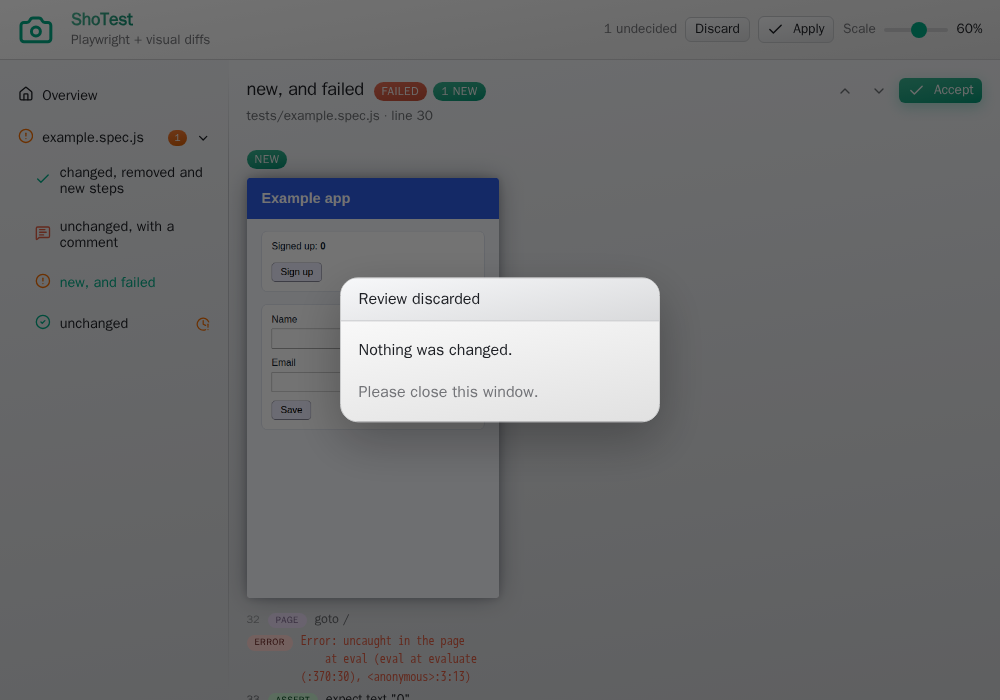 ShoTest
Playwright + visual diffs
1 undecided
Discard
Apply
Scale
60%
Overview
example.spec.js
1
changed, removed and
new steps
unchanged, with a
comment
new, and failed
unchanged
new, and failed
FAILED
1 NEW
Accept
tests/example.spec.js · line 30
NEW
Example app
Signed up: 0
Sign up
Name
Email
Save
Review discarded
Nothing was changed.
Please close this window.
32 PAGE goto /
ERROR Error: uncaught in the page
at eval (eval at evaluate
(:370:30), <anonymous>:3:13)
33 ASSERT expect text "0"